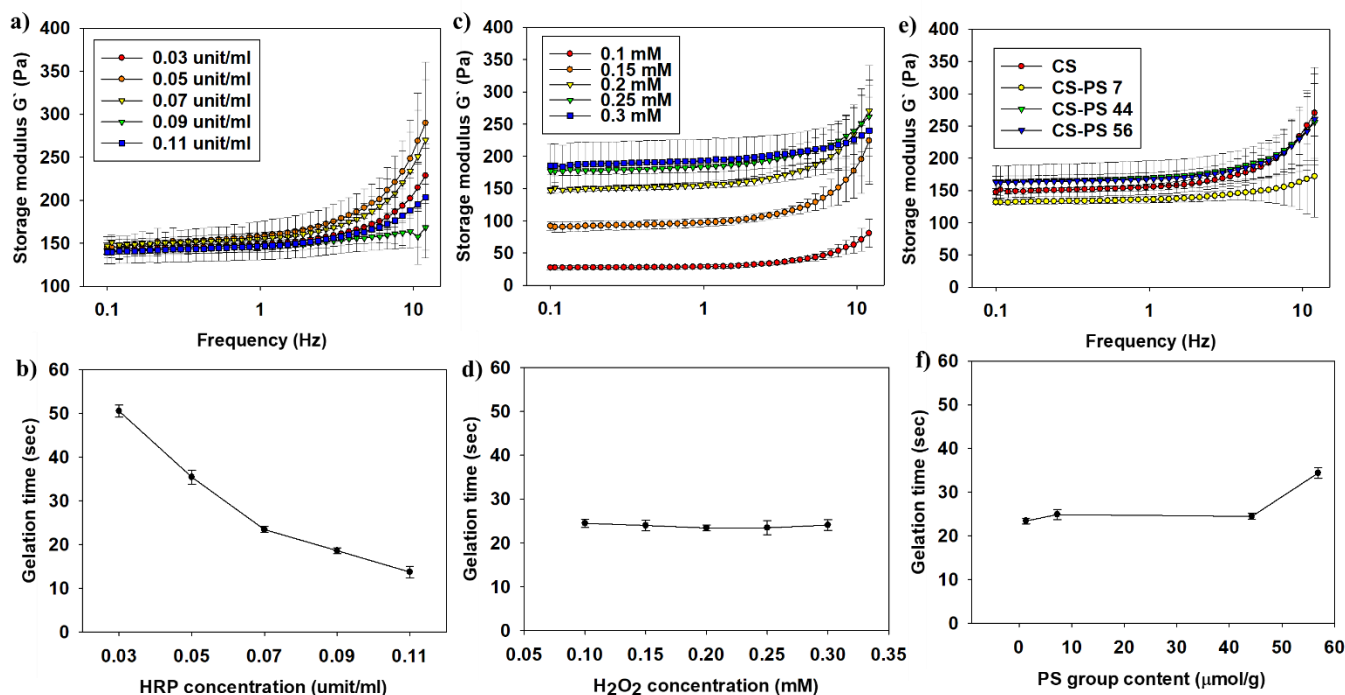 a)
Storage modulus G` (Pa)
400
350
300
250
200
150
100
0.03 unit/ml
0.05 unit/ml
0.07 unit/ml
0.09 unit/ml
0.11 unit/ml
0.1
1
10
Frequency (Hz)
c)
Storage modulus G` (Pa)
400
350
300
250
200
150
100
50
0
0.1 mM
0.15 mM
0.2 mM
0.25 mM
0.3 mM
0.1
1
10
Frequency (Hz)
e)
Storage modulus G` (Pa)
400
350
300
250
200
150
100
50
0
CS
CS-PS 7
CS-PS 44
CS-PS 56
0.1
1
10
Frequency (Hz)
b)
Gelation time (sec)
60
50
40
30
20
10
0
0.03
0.05
0.07
0.09
0.11
HRP concentration (umit/ml)
d)
Gelation time (sec)
60
50
40
30
20
10
0
0.05
0.10
0.15
0.20
0.25
0.30
0.35
H2O2 concentration (mM)
f)
Gelation time (sec)
60
50
40
30
20
10
0
0
10
20
30
40
50
60
PS group content (μmol/g)